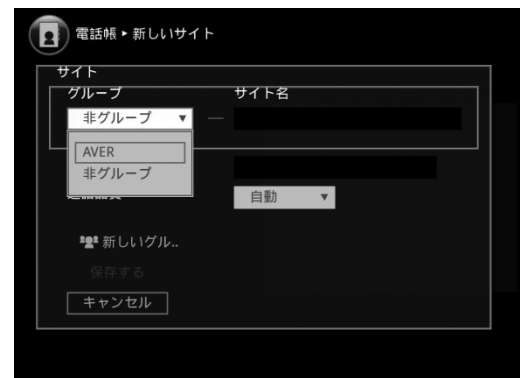 電話帳 ▸ 新しいサイト
サイト
グループ
サイト名
非グループ ▼ —
AVER
非グループ
自動 ▼
新しいグル..
保存する
キャンセル